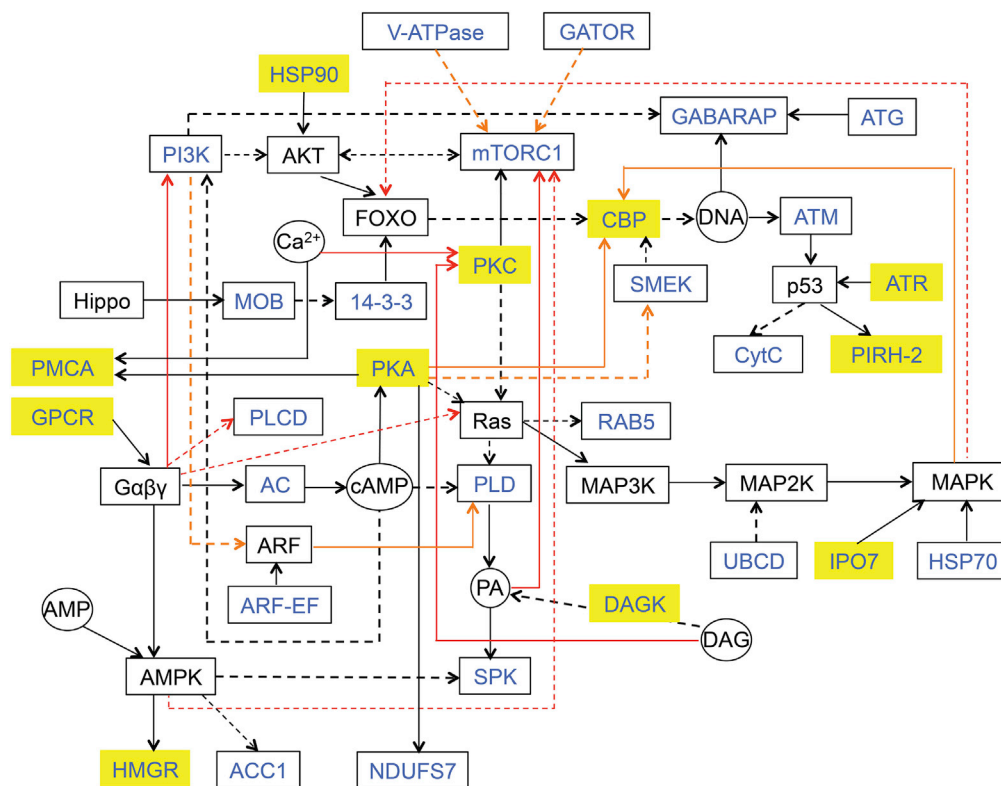 V-ATPase
GATOR
HSP90
GABARAP
ATG
PI3K
AKT
mTORC1
FOXO
CBP
DNA
ATM
Ca²⁺
PKC
SMEK
p53
ATR
Hippo
MOB
14-3-3
CytC
PIRH-2
PMCA
PKA
GPCR
PLCD
Ras
RAB5
Gαβγ
AC
cAMP
PLD
MAP3K
MAP2K
MAPK
ARF
UBCD
IPO7
HSP70
AMP
ARF-EF
PA
DAGK
DAG
AMPK
SPK
HMGR
ACC1
NDUFS7